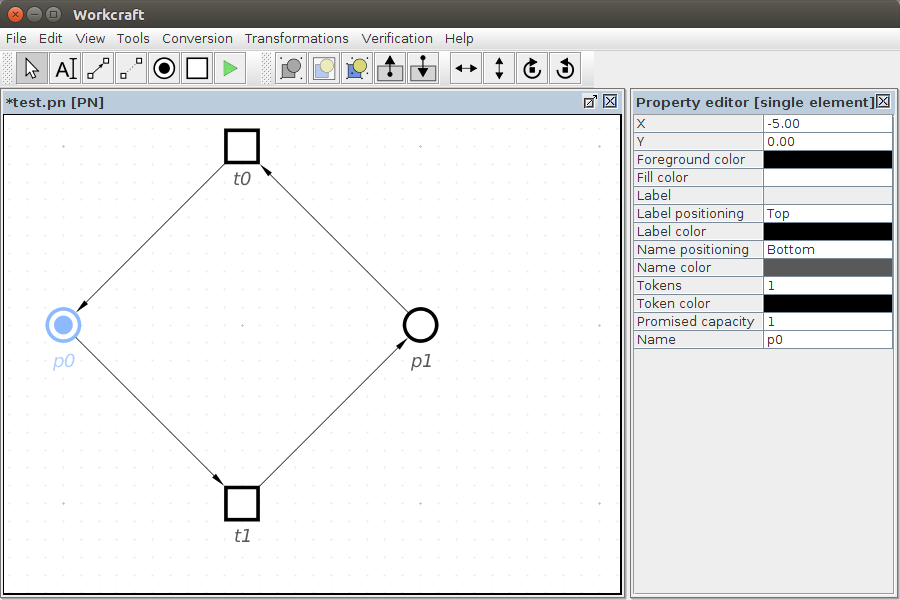 Workcraft
File Edit View Tools Conversion Transformations Verification Help
AI
*test.pn [PN]
t0
p0
p1
t1
Property editor [single element]
X -5.00
Y 0.00
Foreground color
Fill color
Label
Label positioning Top
Label color
Name positioning Bottom
Name color
Tokens 1
Token color
Promised capacity 1
Name p0